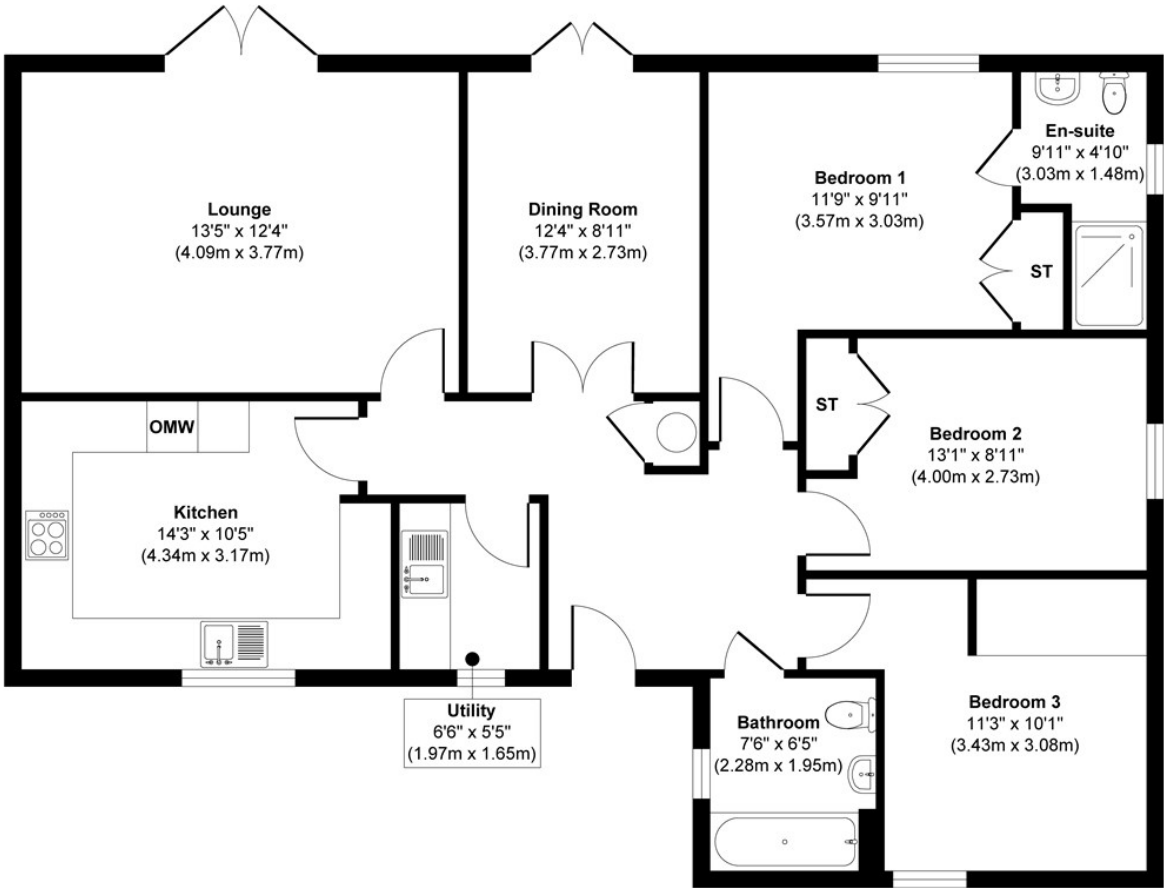 Lounge
13'5" x 12'4"
(4.09m x 3.77m)
Dining Room
12'4" x 8'11"
(3.77m x 2.73m)
Bedroom 1
11'9" x 9'11"
(3.57m x 3.03m)
En-suite
9'11" x 4'10"
(3.03m x 1.48m)
ST
ST
Bedroom 2
13'1" x 8'11"
(4.00m x 2.73m)
OMW
Kitchen
14'3" x 10'5"
(4.34m x 3.17m)
Utility
6'6" x 5'5"
(1.97m x 1.65m)
Bathroom
7'6" x 6'5"
(2.28m x 1.95m)
Bedroom 3
11'3" x 10'1"
(3.43m x 3.08m)